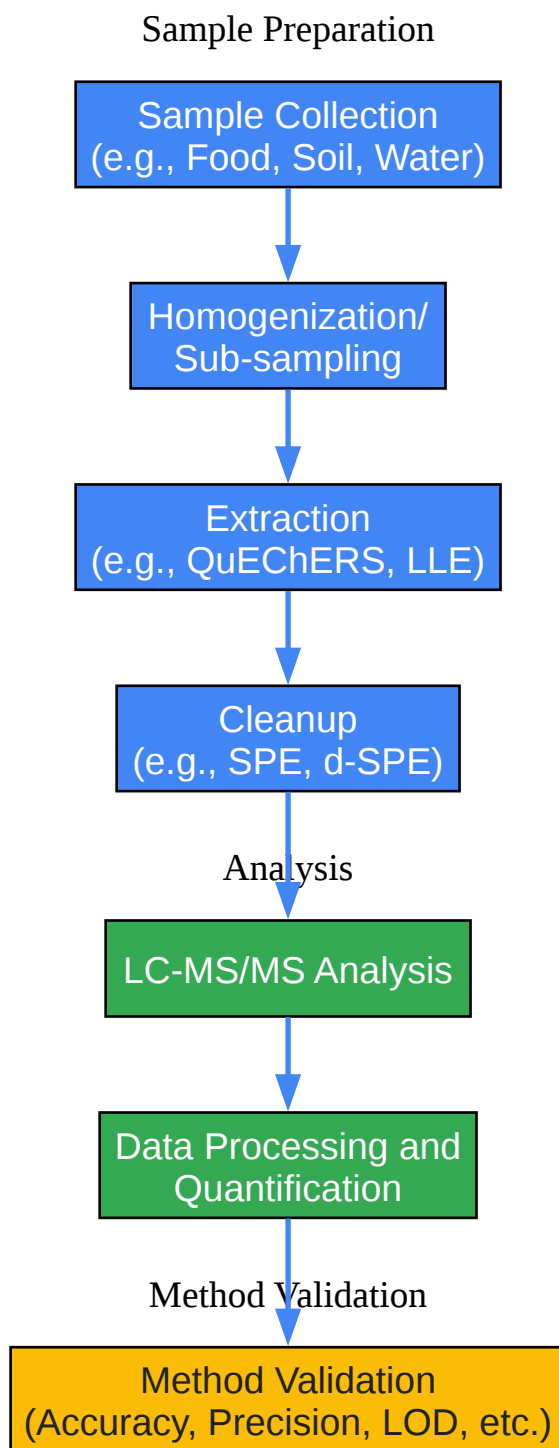 Sample Preparation
Sample Collection
(e.g., Food, Soil, Water)
Homogenization/
Sub-sampling
Extraction
(e.g., QuEChERS, LLE)
Cleanup
(e.g., SPE, d-SPE)
Analysis
LC-MS/MS Analysis
Data Processing and
Quantification
Method Validation
Method Validation
(Accuracy, Precision, LOD, etc.)